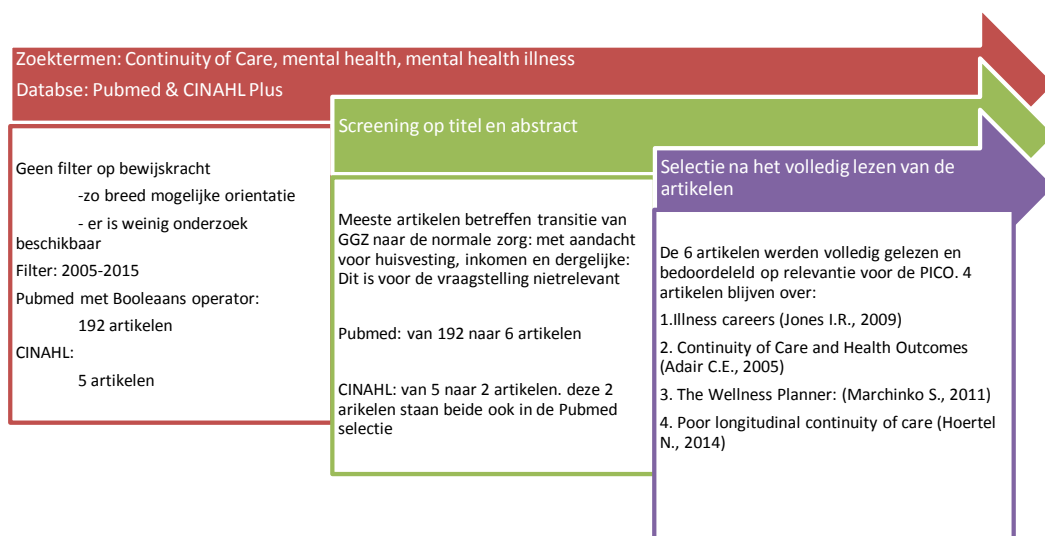 Zoektermen: Continuity of Care, mental health, mental health illness
Databse: Pubmed & CINAHL Plus
Geen filter op bewijskracht
-zo breed mogelijke orientatie
- er is weinig onderzoek
beschikbaar
Filter: 2005-2015
Pubmed met Booleaans operator:
192 artikelen
CINAHL:
5 artikelen
Screening op titel en abstract
Meeste artikelen betreffen transitie van
GGZ naar de normale zorg: met aandacht
voor huisvesting, inkomen en dergelijke:
Dit is voor de vraagstelling nietrelevant
Pubmed: van 192 naar 6 artikelen
CINAHL: van 5 naar 2 artikelen. deze 2
arikelen staan beide ook in de Pubmed
selectie
Selectie na het volledig lezen van de
artikelen
De 6 artikelen werden volledig gelezen en
bedoordeleld op relevantie voor de PICO. 4
artikelen blijven over:
1.Illness careers (Jones I.R., 2009)
2. Continuity of Care and Health Outcomes
(Adair C.E., 2005)
3. The Wellness Planner: (Marchinko S., 2011)
4. Poor longitudinal continuity of care (Hoertel
N., 2014)